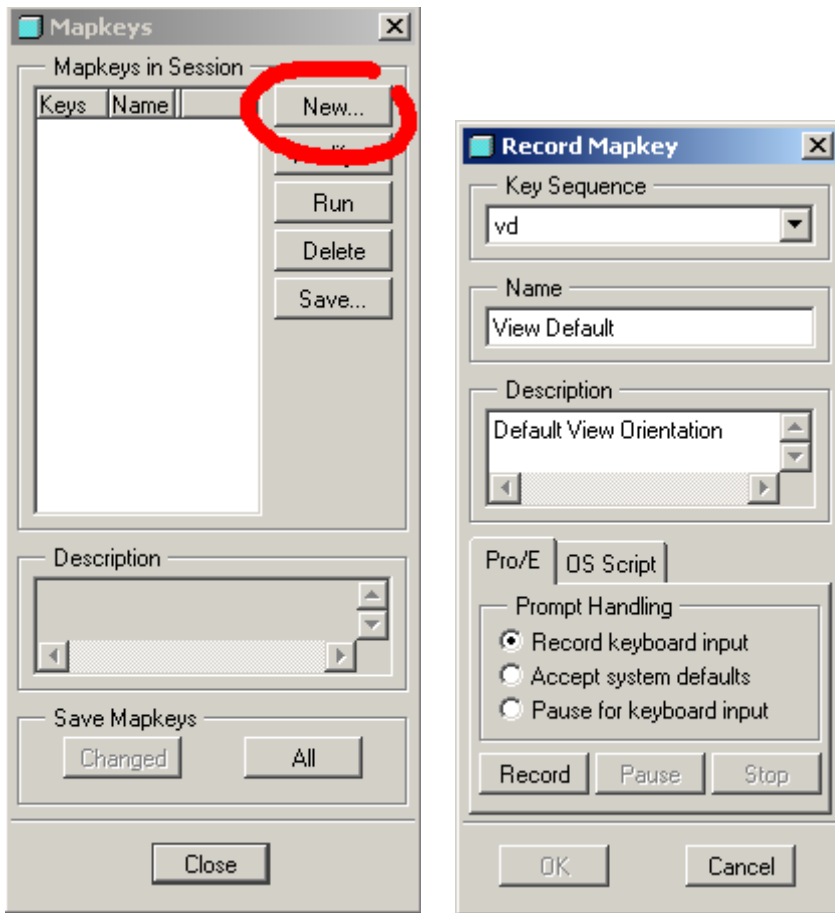 Mapkeys
Mapkeys in Session
Keys Name
New...
Run
Delete
Save...
Description
Save Mapkeys
Changed All
Close
Record Mapkey
Key Sequence
vd
Name
View Default
Description
Default View Orientation
Pro/E OS Script
Prompt Handling
Record keyboard input
Accept system defaults
Pause for keyboard input
Record Pause Stop
OK Cancel